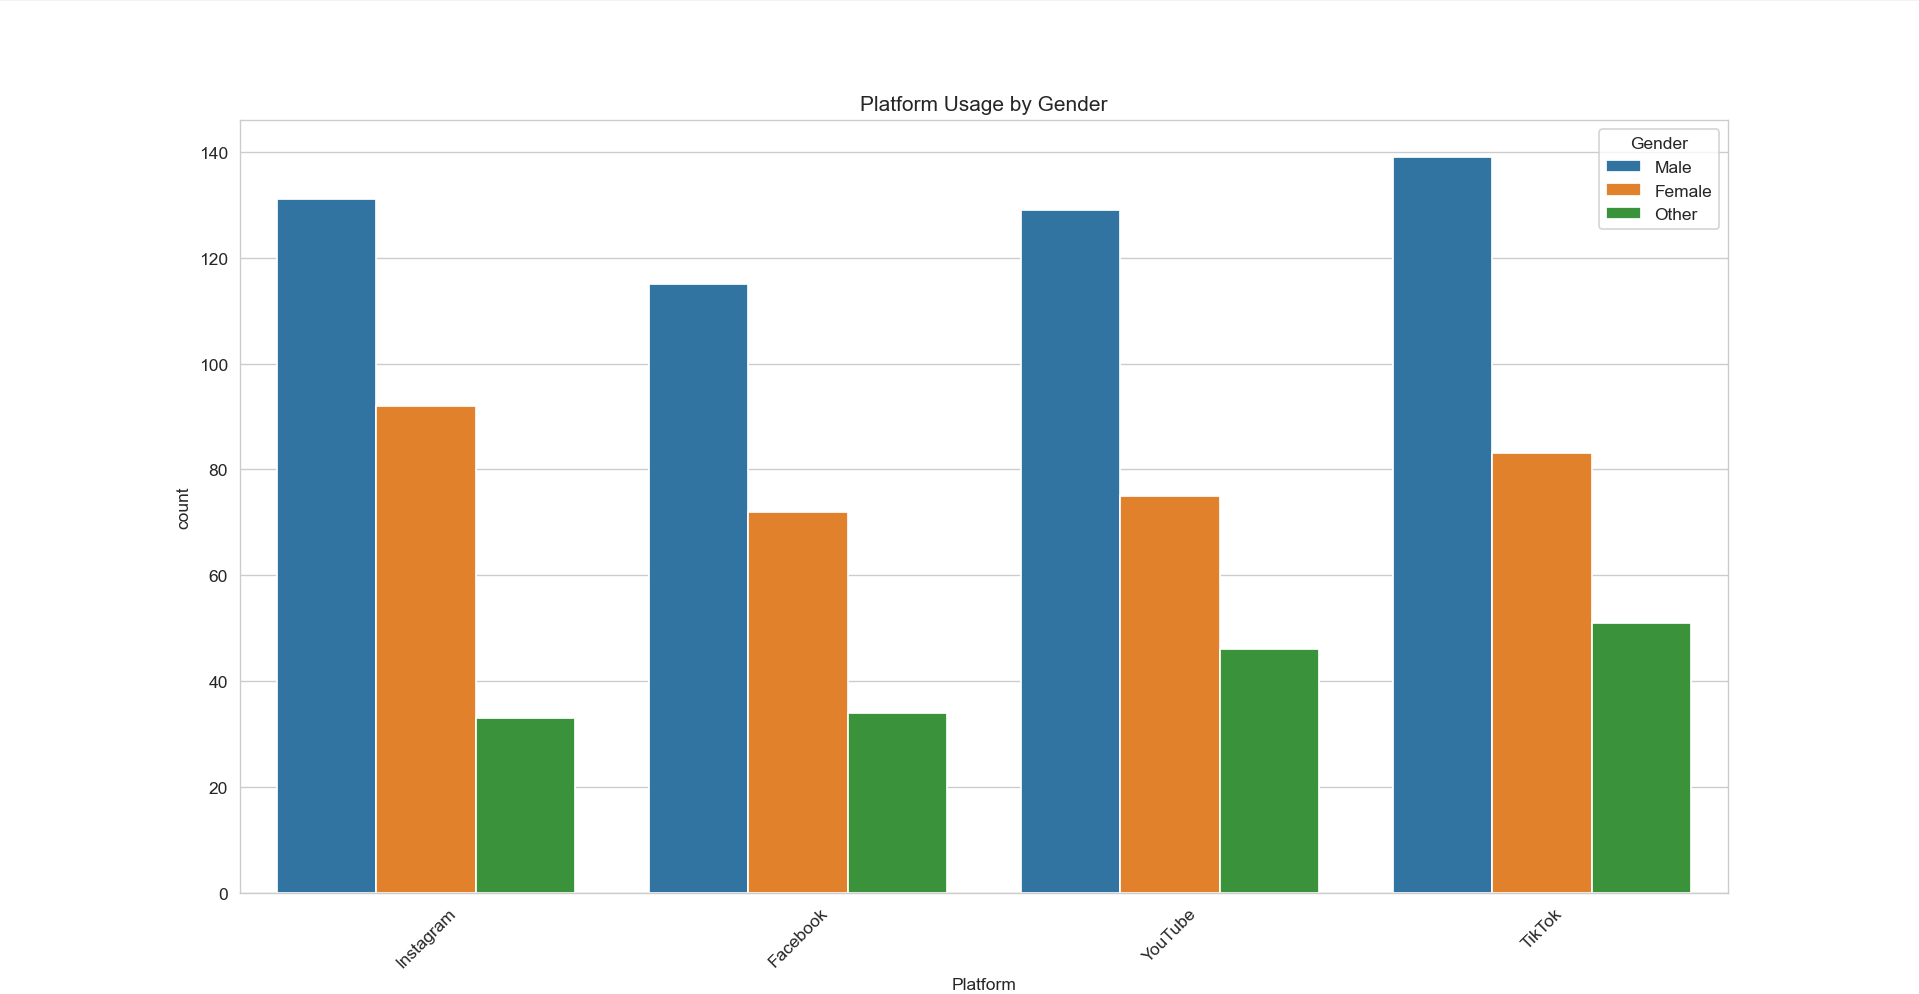 Platform Usage by Gender
Gender
Male
Female
Other
count
140
120
100
80
60
40
20
0
Instagram
Facebook
YouTube
TikTok
Platform